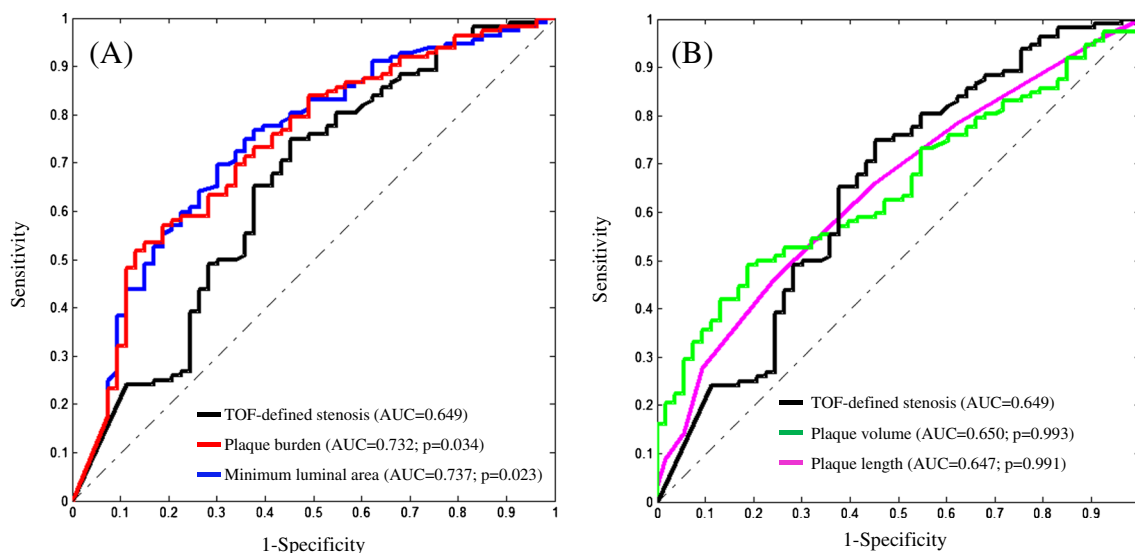 (A)
Sensitivity
1
0.9
0.8
0.7
0.6
0.5
0.4
0.3
0.2
0.1
0
TOF-defined stenosis (AUC=0.649)
Plaque burden (AUC=0.732; p=0.034)
Minimum luminal area (AUC=0.737; p=0.023)
0.1 0.2 0.3 0.4 0.5 0.6 0.7 0.8 0.9 1
1-Specificity
(B)
Sensitivity
1
0.9
0.8
0.7
0.6
0.5
0.4
0.3
0.2
0.1
0
TOF-defined stenosis (AUC=0.649)
Plaque volume (AUC=0.650; p=0.993)
Plaque length (AUC=0.647; p=0.991)
0 0.1 0.2 0.3 0.4 0.5 0.6 0.7 0.8 0.9 1
1-Specificity